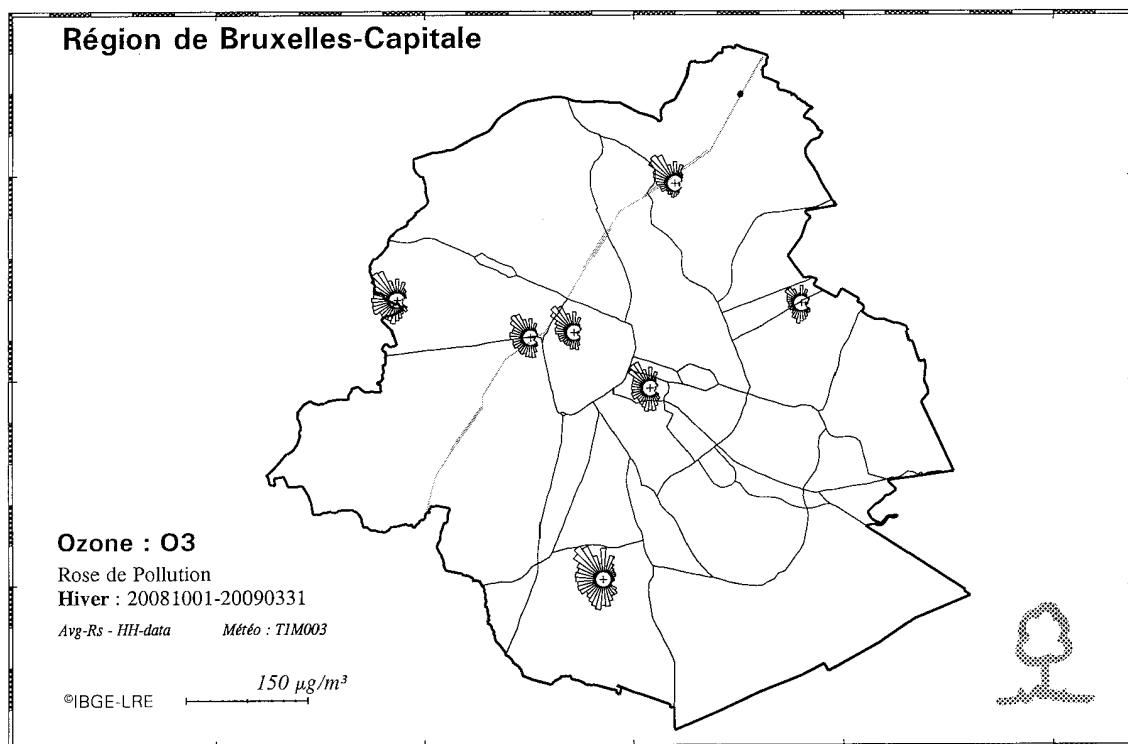 Région de Bruxelles-Capitale
Ozone : O3
Rose de Pollution
Hiver : 20081001-20090331
Avg-Rs - HH-data Météo : T1M003
150 µg/m³
©IBGE-LRE